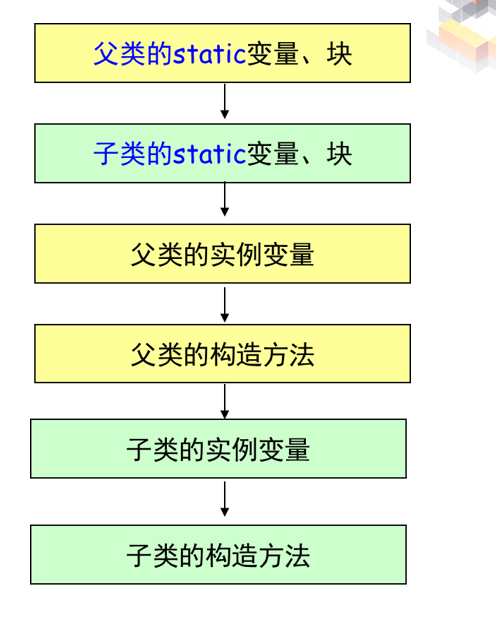 父类的static变量、块
子类的static变量、块
父类的实例变量
父类的构造方法
子类的实例变量
子类的构造方法